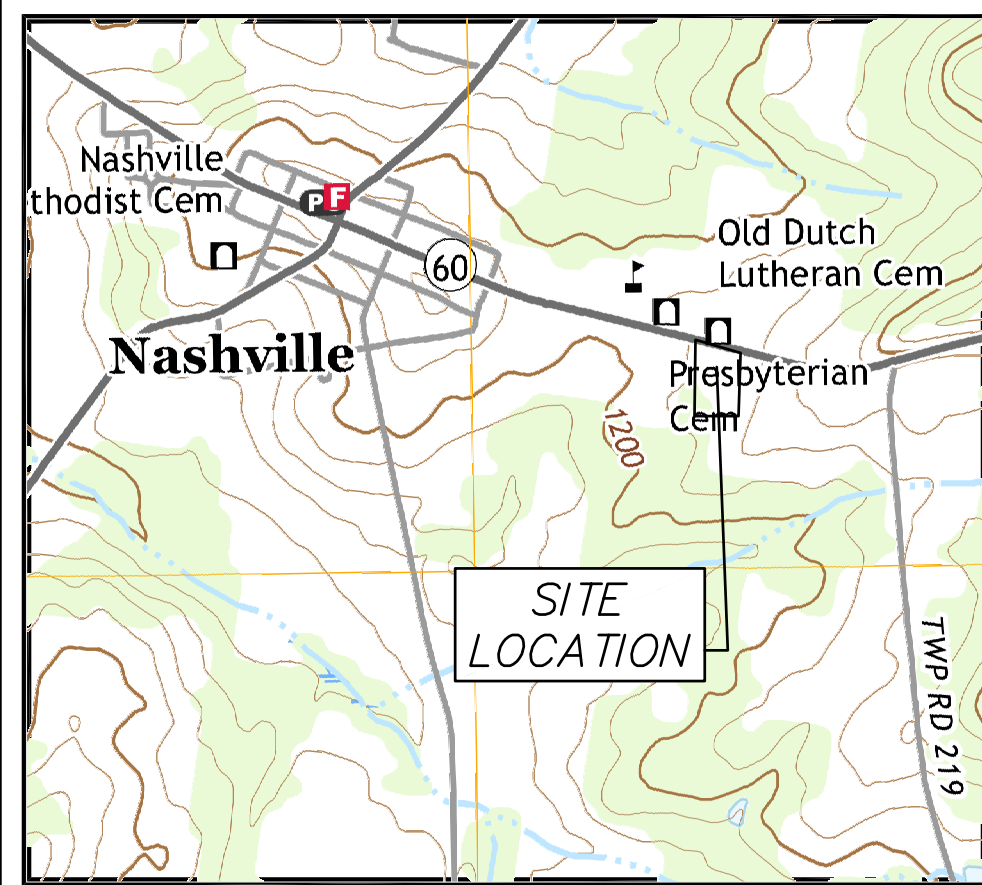 Nashville
thodist Cem
P
F
60
Old Dutch
Lutheran Cem
Nashville
Presbyterian
Cem
1200
SITE
LOCATION
TWP RD 219